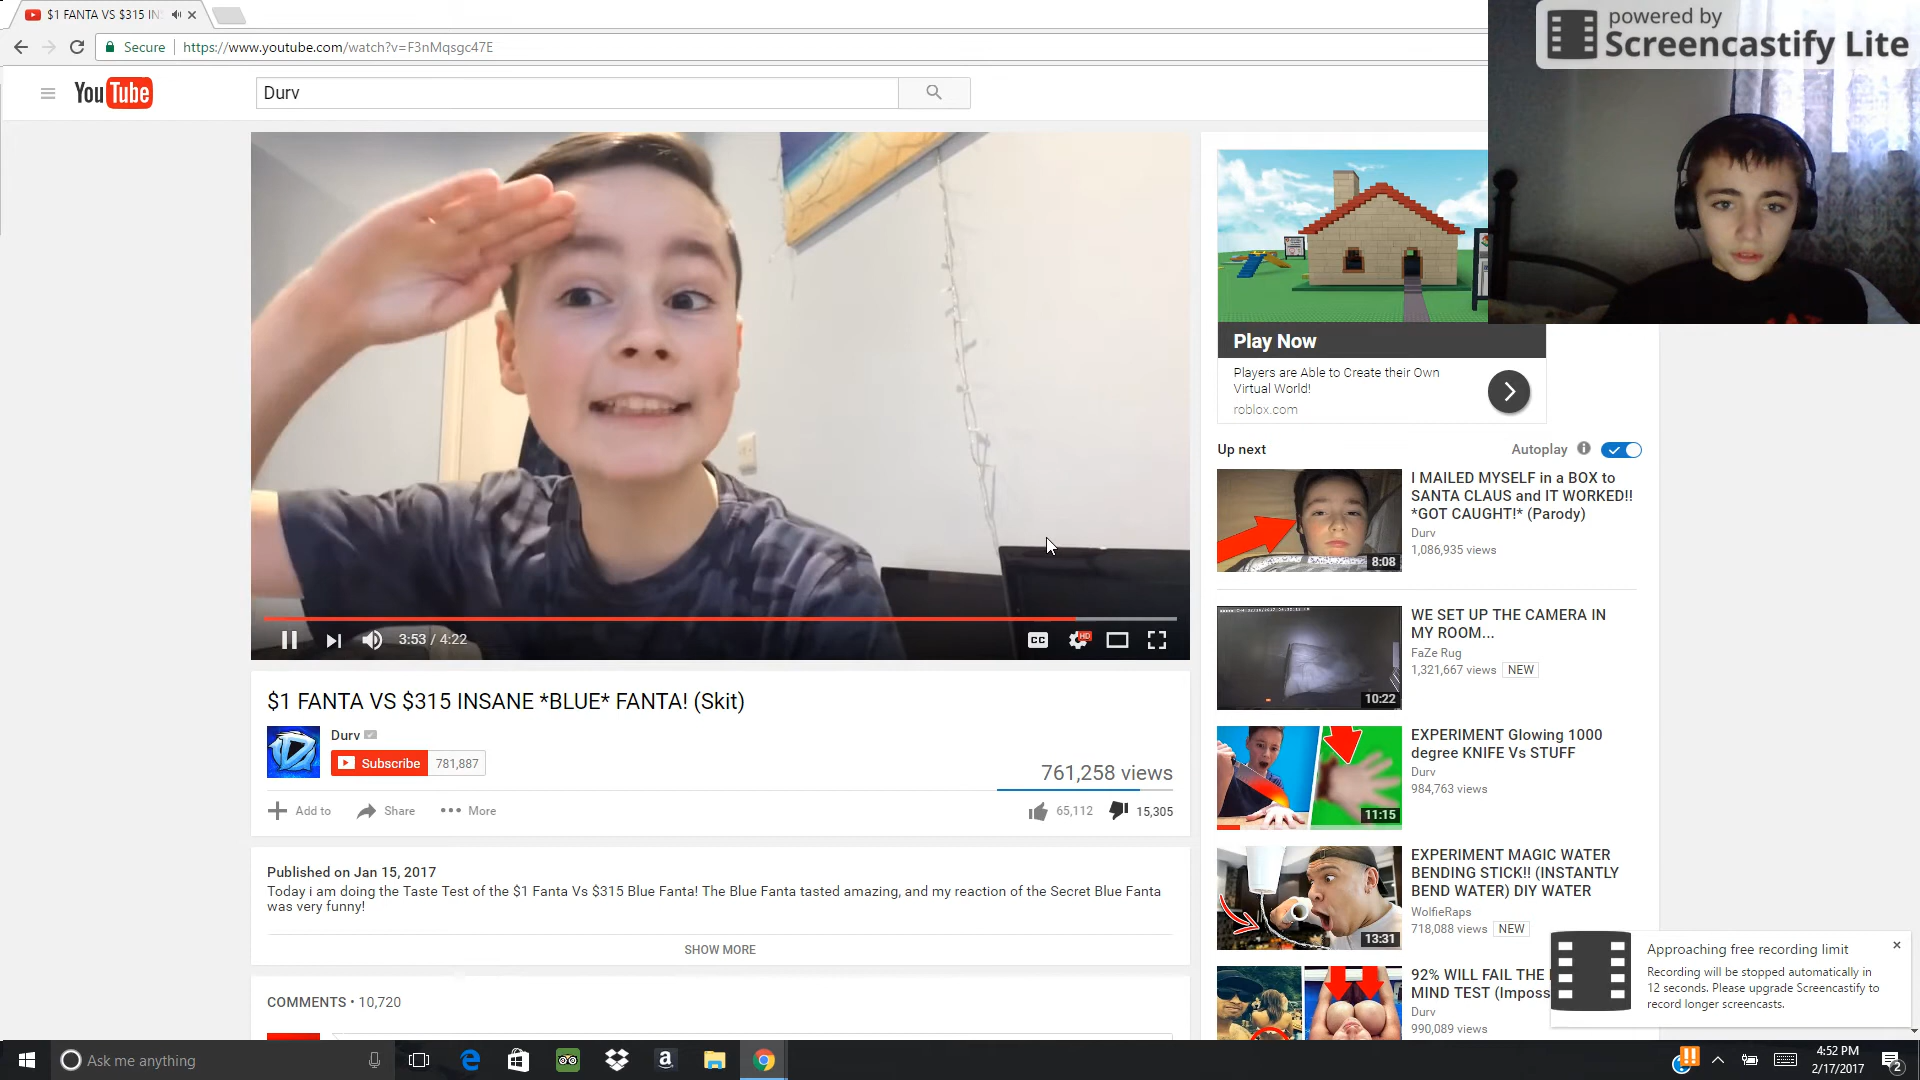 $1 FANTA VS $315 IN
powered by
Screencastify Lite
Secure https://www.youtube.com/watch?v=F3nMqsgc47E
YouTube
Durv
Play Now
Players are Able to Create their Own
Virtual World!
roblox.com
3:53 / 4:22
CC
HD
Up next
Autoplay
I MAILED MYSELF in a BOX to
SANTA CLAUS and IT WORKED!!
*GOT CAUGHT!* (Parody)
Durv
1,086,935 views
8:08
WE SET UP THE CAMERA IN
MY ROOM...
FaZe Rug
1,321,667 views NEW
10:22
EXPERIMENT Glowing 1000
degree KNIFE Vs STUFF
Durv
984,763 views
11:15
EXPERIMENT MAGIC WATER
BENDING STICK!! (INSTANTLY
BEND WATER) DIY WATER
WolfieRaps
718,088 views NEW
13:31
92% WILL FAIL THE
MIND TEST (Imposs
Durv
990,089 views
$1 FANTA VS $315 INSANE *BLUE* FANTA! (Skit)
Durv
Subscribe 781,887
761,258 views
Add to Share More
65,112 15,305
Published on Jan 15, 2017
Today i am doing the Taste Test of the $1 Fanta Vs $315 Blue Fanta! The Blue Fanta tasted amazing, and my reaction of the Secret Blue Fanta
was very funny!
SHOW MORE
COMMENTS • 10,720
Approaching free recording limit
Recording will be stopped automatically in
12 seconds. Please upgrade Screencastify to
record longer screencasts.
Ask me anything
4:52 PM
2/17/2017
2